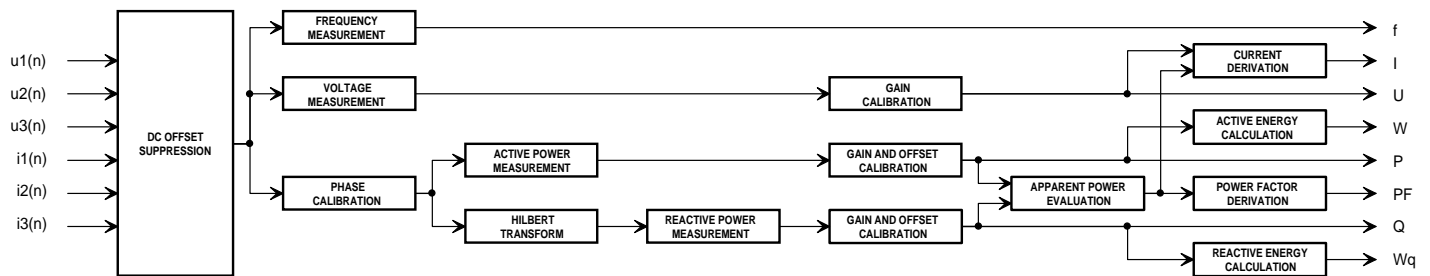 u1(n)
u2(n)
u3(n)
i1(n)
i2(n)
i3(n)
DC OFFSET
SUPPRESSION
FREQUENCY
MEASUREMENT
VOLTAGE
MEASUREMENT
PHASE
CALIBRATION
ACTIVE POWER
MEASUREMENT
HILBERT
TRANSFORM
REACTIVE POWER
MEASUREMENT
GAIN
CALIBRATION
GAIN AND OFFSET
CALIBRATION
GAIN AND OFFSET
CALIBRATION
APPARENT POWER
EVALUATION
CURRENT
DERIVATION
ACTIVE ENERGY
CALCULATION
POWER FACTOR
DERIVATION
REACTIVE ENERGY
CALCULATION
f
I
U
W
P
PF
Q
Wq